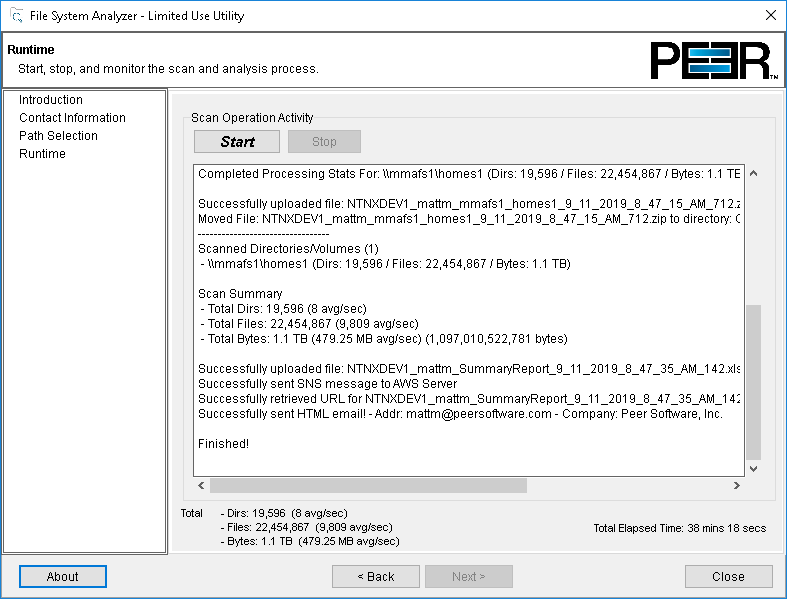 File System Analyzer - Limited Use Utility
Runtime
Start, stop, and monitor the scan and analysis process.
PEER™
Introduction
Contact Information
Path Selection
Runtime
Scan Operation Activity
Start
Stop
Completed Processing Stats For: \\mmafs1\homes1 (Dirs: 19,596 / Files: 22,454,867 / Bytes: 1.1 TE
Successfully uploaded file: NTNXDEV1_mattm_mmafs1_homes1_9_11_2019_8_47_15_AM_712.z
Moved File: NTNXDEV1_mattm_mmafs1_homes1_9_11_2019_8_47_15_AM_712.zip to directory: C
---------------------------------
Scanned Directories/Volumes (1)
- \\mmafs1\homes1 (Dirs: 19,596 / Files: 22,454,867 / Bytes: 1.1 TB)
Scan Summary
- Total Dirs: 19,596 (8 avg/sec)
- Total Files: 22,454,867 (9,809 avg/sec)
- Total Bytes: 1.1 TB (479.25 MB avg/sec) (1,097,010,522,781 bytes)
Successfully uploaded file: NTNXDEV1_mattm_SummaryReport_9_11_2019_8_47_35_AM_142.xls
Successfully sent SNS message to AWS Server
Successfully retrieved URL for NTNXDEV1_mattm_SummaryReport_9_11_2019_8_47_35_AM_142
Successfully sent HTML email! - Addr: mattm@peersoftware.com - Company: Peer Software, Inc.
Finished!
Total - Dirs: 19,596 (8 avg/sec)
- Files: 22,454,867 (9,809 avg/sec)
- Bytes: 1.1 TB (479.25 MB avg/sec)
Total Elapsed Time: 38 mins 18 secs
About
< Back
Next >
Close